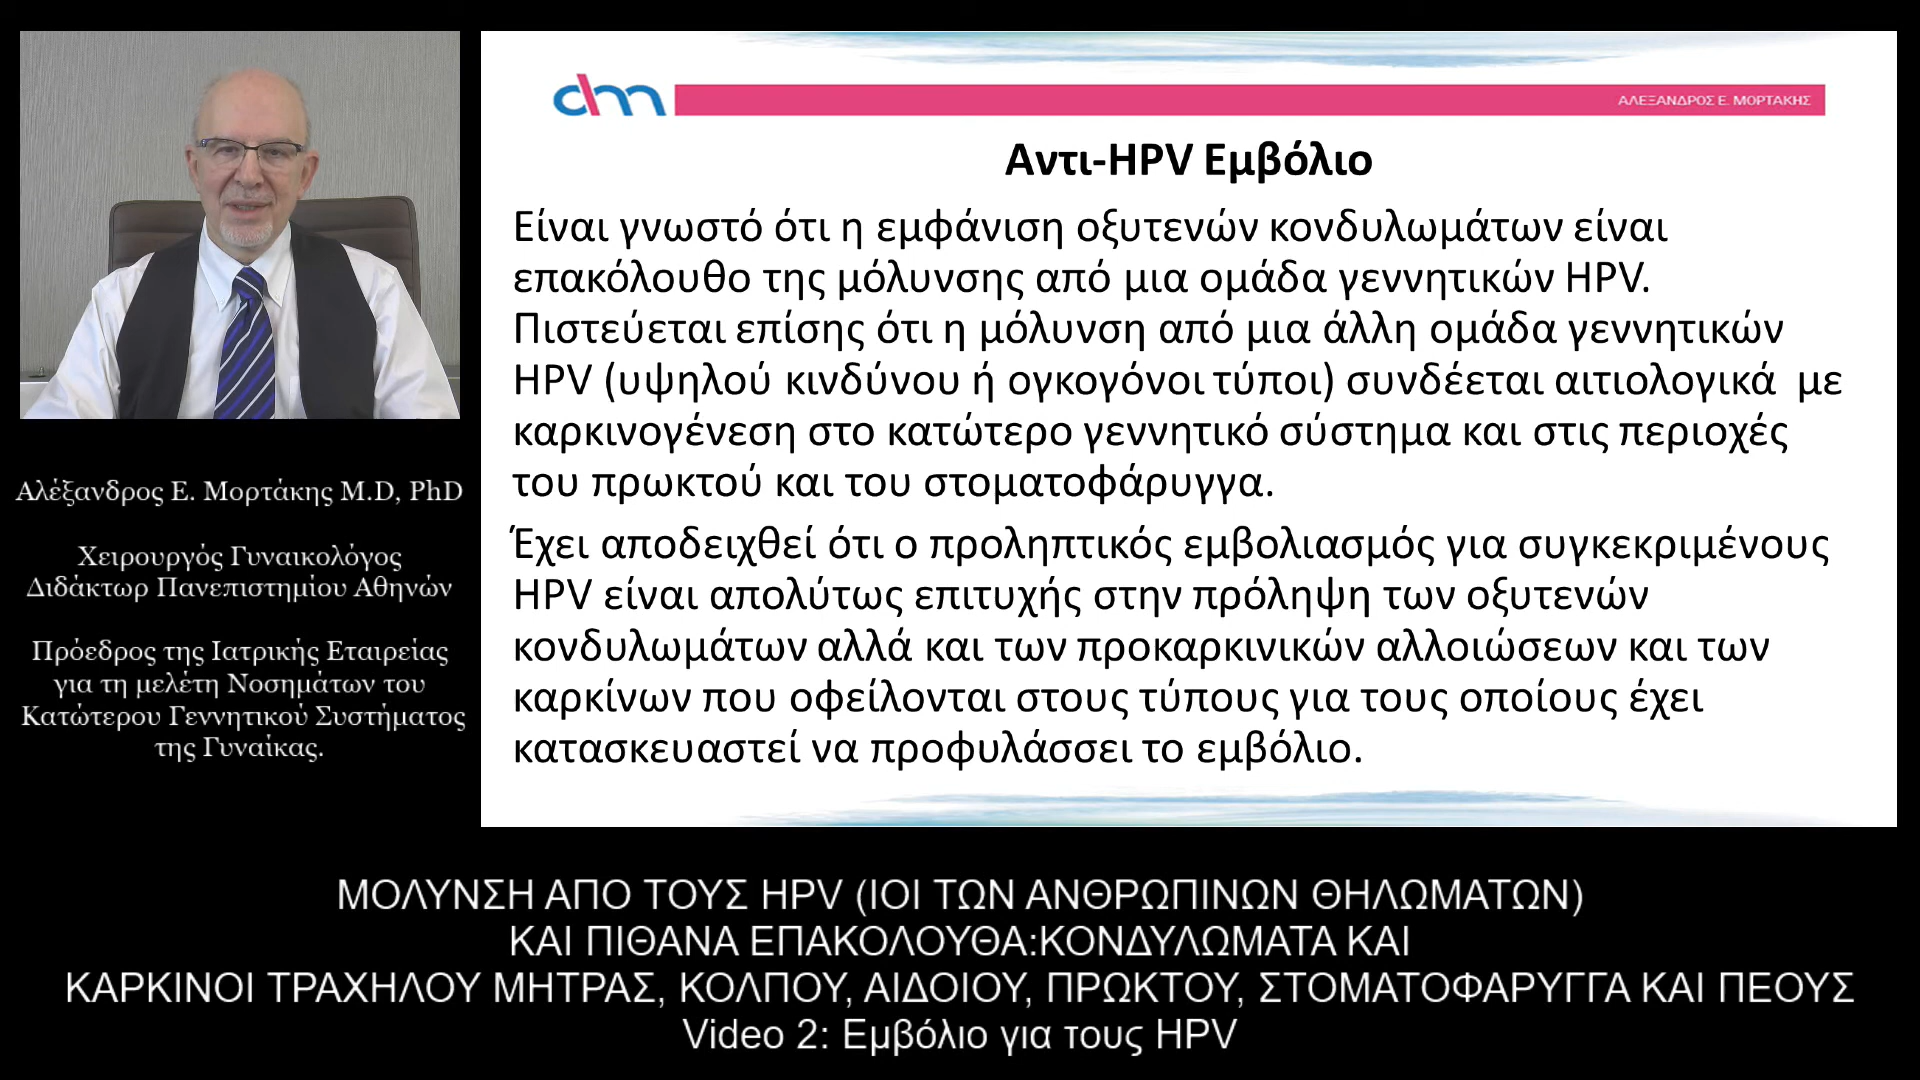 Αλέξανδρος Ε. Μορτάκης M.D, PhD
Χειρουργός Γυναικολόγος
Διδάκτωρ Πανεπιστημίου Αθηνών
Πρόεδρος της Ιατρικής Εταιρείας
για τη μελέτη Νοσημάτων του
Κατώτερου Γεννητικού Συστήματος
της Γυναίκας.
ΑΛΕΞΑΝΔΡΟΣ Ε. ΜΟΡΤΑΚΗΣ
Αντι-HPV Εμβόλιο
Είναι γνωστό ότι η εμφάνιση οξυτενών κονδυλωμάτων είναι
επακόλουθο της μόλυνσης από μια ομάδα γεννητικών HPV.
Πιστεύεται επίσης ότι η μόλυνση από μια άλλη ομάδα γεννητικών
HPV (υψηλού κινδύνου ή ογκογόνοι τύποι) συνδέεται αιτιολογικά με
καρκινογένεση στο κατώτερο γεννητικό σύστημα και στις περιοχές
του πρωκτού και του στοματοφάρυγγα.
Έχει αποδειχθεί ότι ο προληπτικός εμβολιασμός για συγκεκριμένους
HPV είναι απολύτως επιτυχής στην πρόληψη των οξυτενών
κονδυλωμάτων αλλά και των προκαρκινικών αλλοιώσεων και των
καρκίνων που οφείλονται στους τύπους για τους οποίους έχει
κατασκευαστεί να προφυλάσσει το εμβόλιο.
ΜΟΛΥΝΣΗ ΑΠΟ ΤΟΥΣ HPV (ΙΟΙ ΤΩΝ ΑΝΘΡΩΠΙΝΩΝ ΘΗΛΩΜΑΤΩΝ)
ΚΑΙ ΠΙΘΑΝΑ ΕΠΑΚΟΛΟΥΘΑ:ΚΟΝΔΥΛΩΜΑΤΑ ΚΑΙ
ΚΑΡΚΙΝΟΙ ΤΡΑΧΗΛΟΥ ΜΗΤΡΑΣ, ΚΟΛΠΟΥ, ΑΙΔΟΙΟΥ, ΠΡΩΚΤΟΥ, ΣΤΟΜΑΤΟΦΑΡΥΓΓΑ ΚΑΙ ΠΕΟΥΣ
Video 2: Εμβόλιο για τους HPV